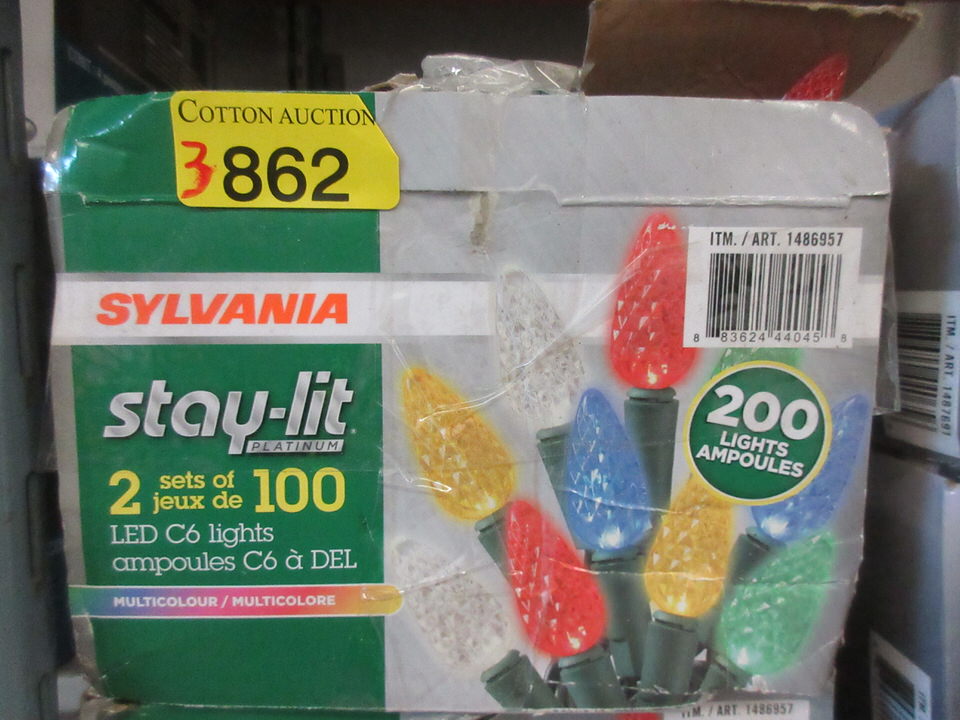 COTTON AUCTION
3862
SYLVANIA
stay-lit
PLATINUM
2 sets of jeux de 100
LED C6 lights
ampoules C6 à DEL
MULTICOLOUR / MULTICOLORE
ITM. / ART. 1486957
8 83624 44045 8
200
LIGHTS
AMPOULES
ITM. / ART. 1486957